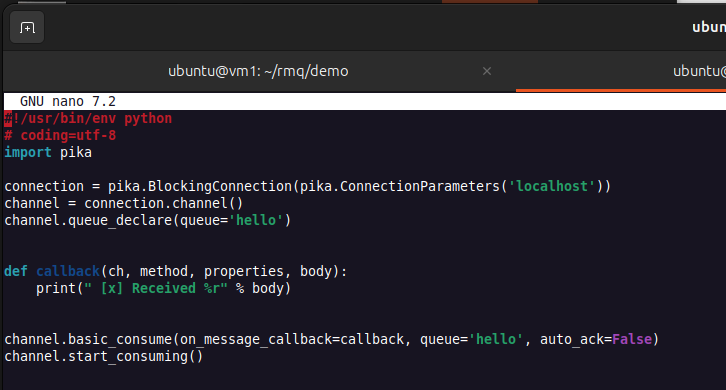 ubun
ubuntu@vm1: ~/rmq/demo × ubuntu@
GNU nano 7.2
#!/usr/bin/env python
# coding=utf-8
import pika
connection = pika.BlockingConnection(pika.ConnectionParameters('localhost'))
channel = connection.channel()
channel.queue_declare(queue='hello')
def callback(ch, method, properties, body):
    print(" [x] Received %r" % body)
channel.basic_consume(on_message_callback=callback, queue='hello', auto_ack=False)
channel.start_consuming()